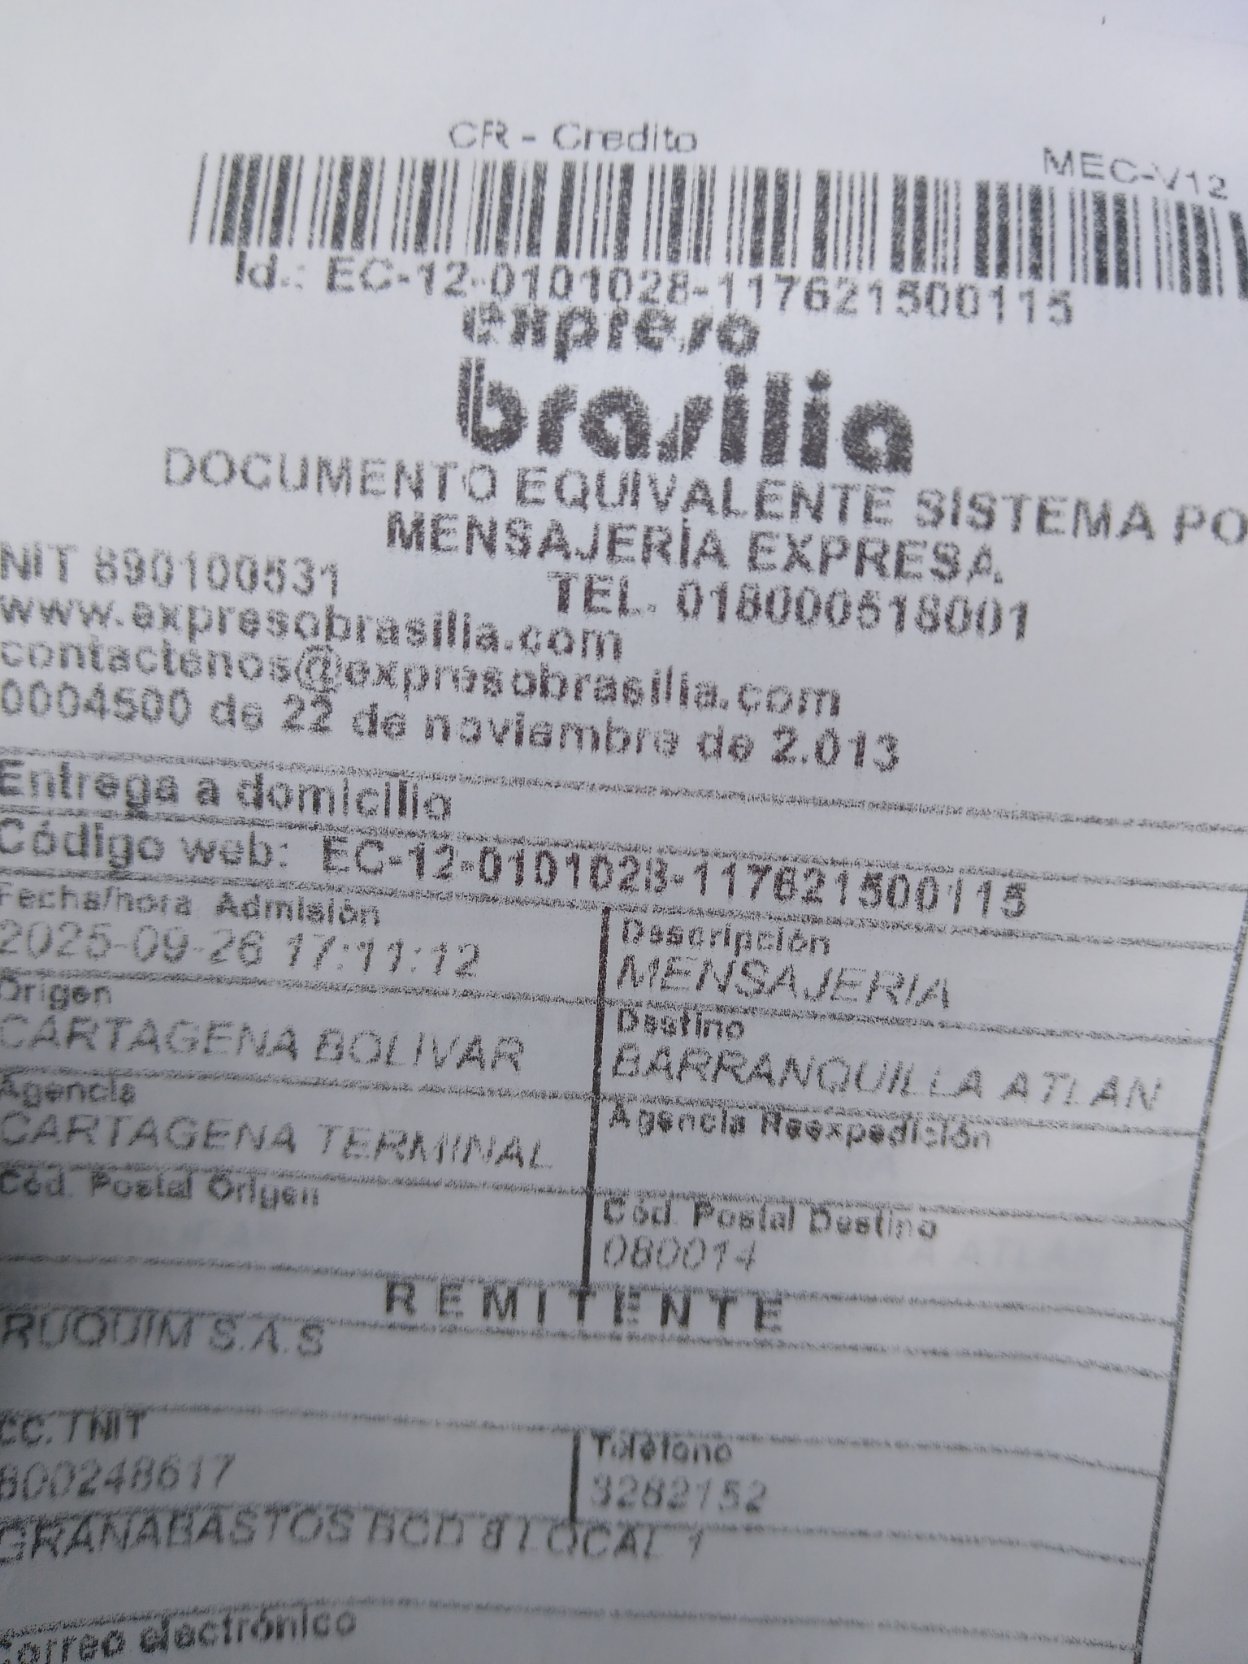 CR - Credito
MEC-V12
Id.: EC-12-0101028-117621500115
expreso
brasilia
DOCUMENTO EQUIVALENTE SISTEMA PO
MENSAJERÍA EXPRESA
NIT 890100531
TEL. 018000518001
www.expresobrasilia.com
contactenos@expresobrasilia.com
0004500 de 22 de noviembre de 2.013
Entrega a domicilio
Código web: EC-12-0101028-117621500115
Fecha/hora Admisión
2025-09-26 17:11:12
Descripción
MENSAJERIA
Origen
CARTAGENA BOLIVAR
Destino
BARRANQUILLA ATLAN
Agencia
CARTAGENA TERMINAL
Agencia Reexpedición
Cód. Postal Origen
Cód. Postal Destino
080014
REMITENTE
RUQUIM S.A.S
CC. / NIT
800248617
Teléfono
3282152
GRANABASTOS BOD 8 LOCAL 1
Correo electrónico